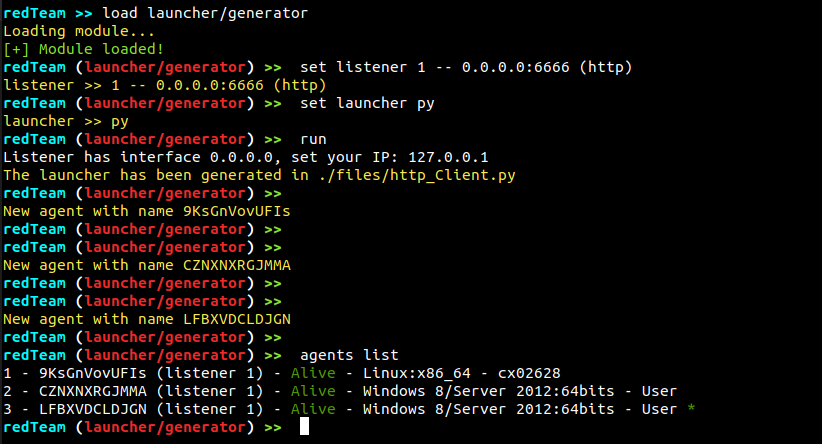 redTeam >> load launcher/generator
Loading module...
[+] Module loaded!
redTeam (launcher/generator) >>  set listener 1 -- 0.0.0.0:6666 (http)
listener >> 1 -- 0.0.0.0:6666 (http)
redTeam (launcher/generator) >>  set launcher py
launcher >> py
redTeam (launcher/generator) >>  run
Listener has interface 0.0.0.0, set your IP: 127.0.0.1
The launcher has been generated in ./files/http_Client.py
redTeam (launcher/generator) >>
New agent with name 9KsGnVovUFIs
redTeam (launcher/generator) >>
redTeam (launcher/generator) >>
New agent with name CZNXNXRGJMMA
redTeam (launcher/generator) >>
redTeam (launcher/generator) >>
New agent with name LFBXVDCLDJGN
redTeam (launcher/generator) >>
redTeam (launcher/generator) >>  agents list
1 - 9KsGnVovUFIs (listener 1) - Alive - Linux:x86_64 - cx02628
2 - CZNXNXRGJMMA (listener 1) - Alive - Windows 8/Server 2012:64bits - User
3 - LFBXVDCLDJGN (listener 1) - Alive - Windows 8/Server 2012:64bits - User *
redTeam (launcher/generator) >>